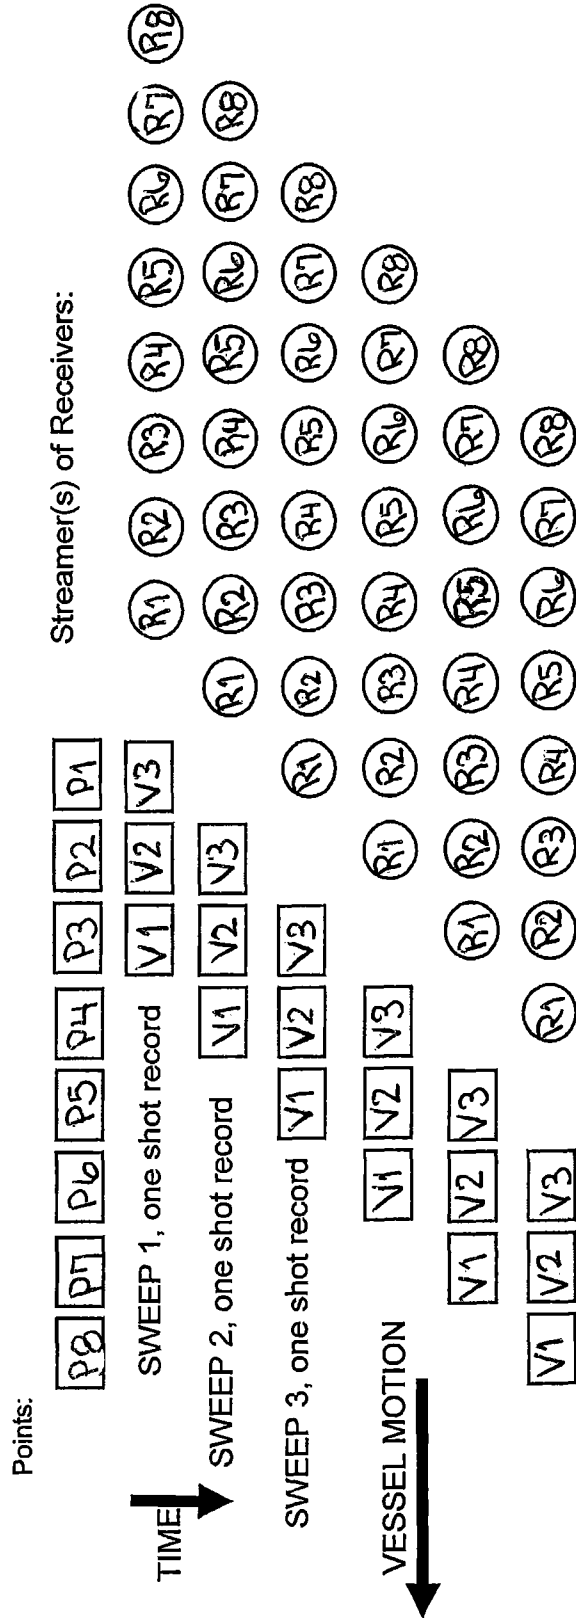 Points:
P8 P7 P6 P5 P4 P3 P2 P1
Streamer(s) of Receivers:
SWEEP 1, one shot record V1 V2 V3 R1 R2 R3 R4 R5 R6 R7 R8
TIME
SWEEP 2, one shot record V1 V2 V3 R1 R2 R3 R4 R5 R6 R7 R8
SWEEP 3, one shot record V1 V2 V3 R1 R2 R3 R4 R5 R6 R7 R8
VESSEL MOTION
V1 V2 V3 R1 R2 R3 R4 R5 R6 R7 R8
V1 V2 V3 R1 R2 R3 R4 R5 R6 R7 R8
V1 V2 V3 R1 R2 R3 R4 R5 R6 R7 R8